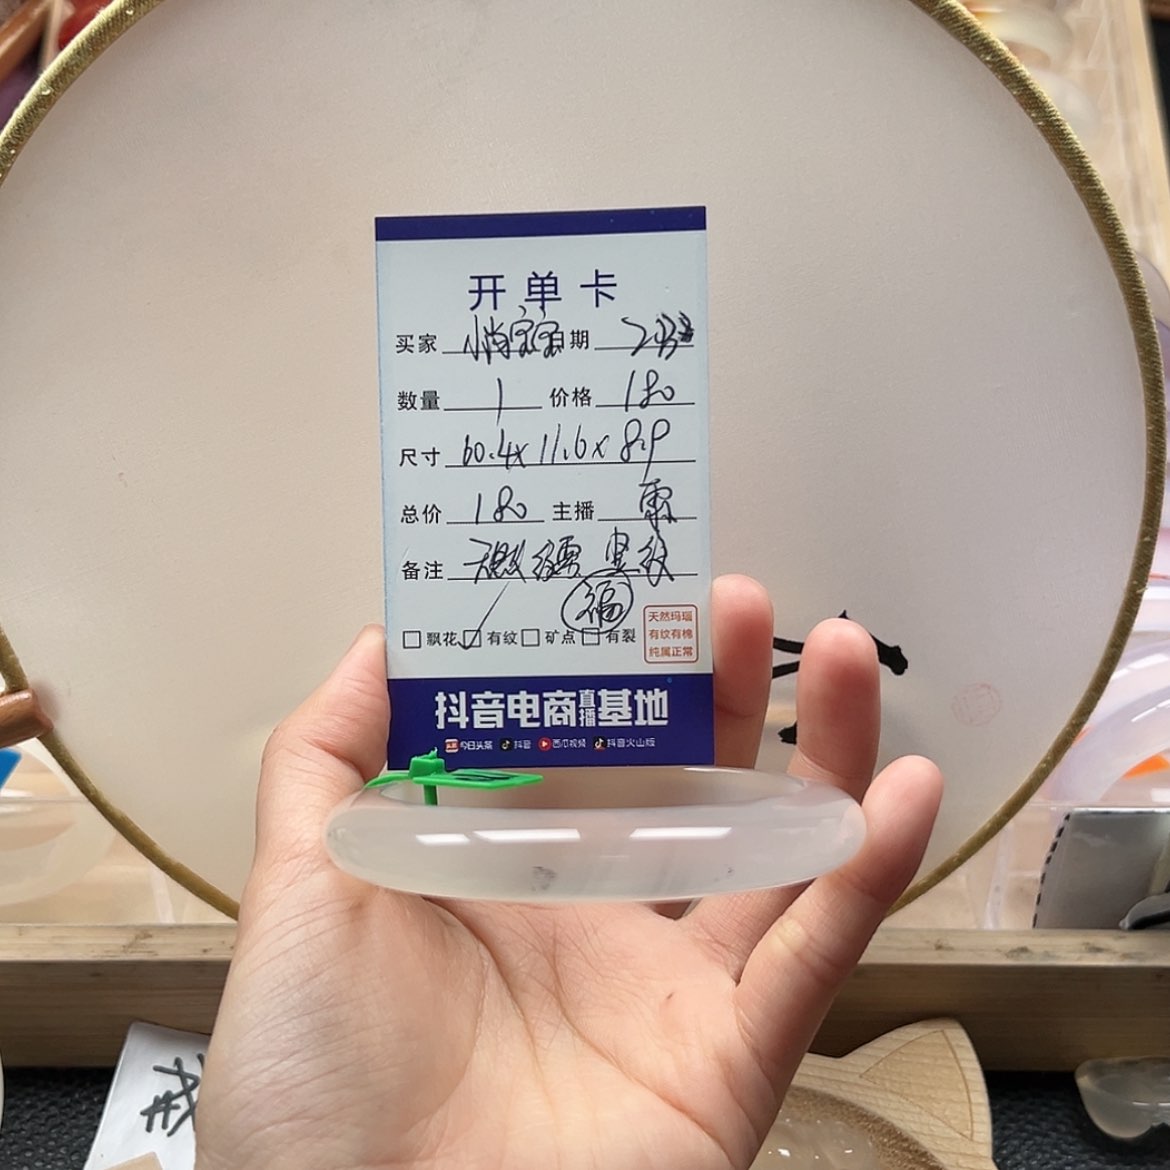 开单卡
买家 日期
数量 1 价格 180
尺寸 60.4x11.6x8.9
总价 180 主播
备注
福
飘花 有纹 矿点 有裂
天然玛瑙
有纹有棉
纯属正常
抖音电商直播基地
今日头条 抖音 西瓜视频 抖音火山版